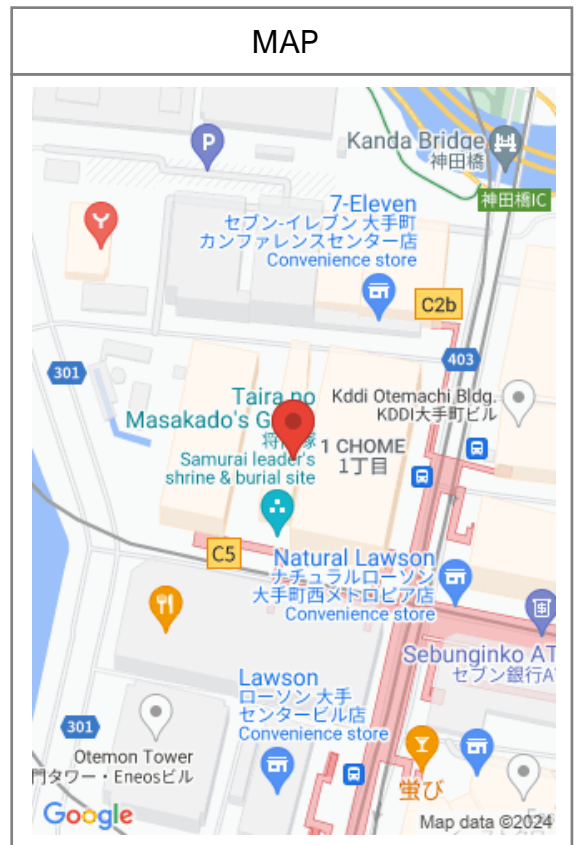 MAP
Kanda Bridge
神田橋
P
7-Eleven
セブン-イレブン 大手町
カンファレンスセンター店
Convenience store
神田橋IC
C2b
403
301
Taira no
Masakado's G
Kddi Otemachi Bldg.
KDDI大手町ビル
Samurai leader's
shrine & burial site
1 CHOME
1丁目
C5
Natural Lawson
ナチュラルローソン
大手町西メトロピア店
Convenience store
Sebunginko AT
セブン銀行A
Lawson
ローソン 大手
センタービル店
Convenience store
301
Otemon Tower
門タワー・Eneosビル
蛍び
Google
Map data ©2024